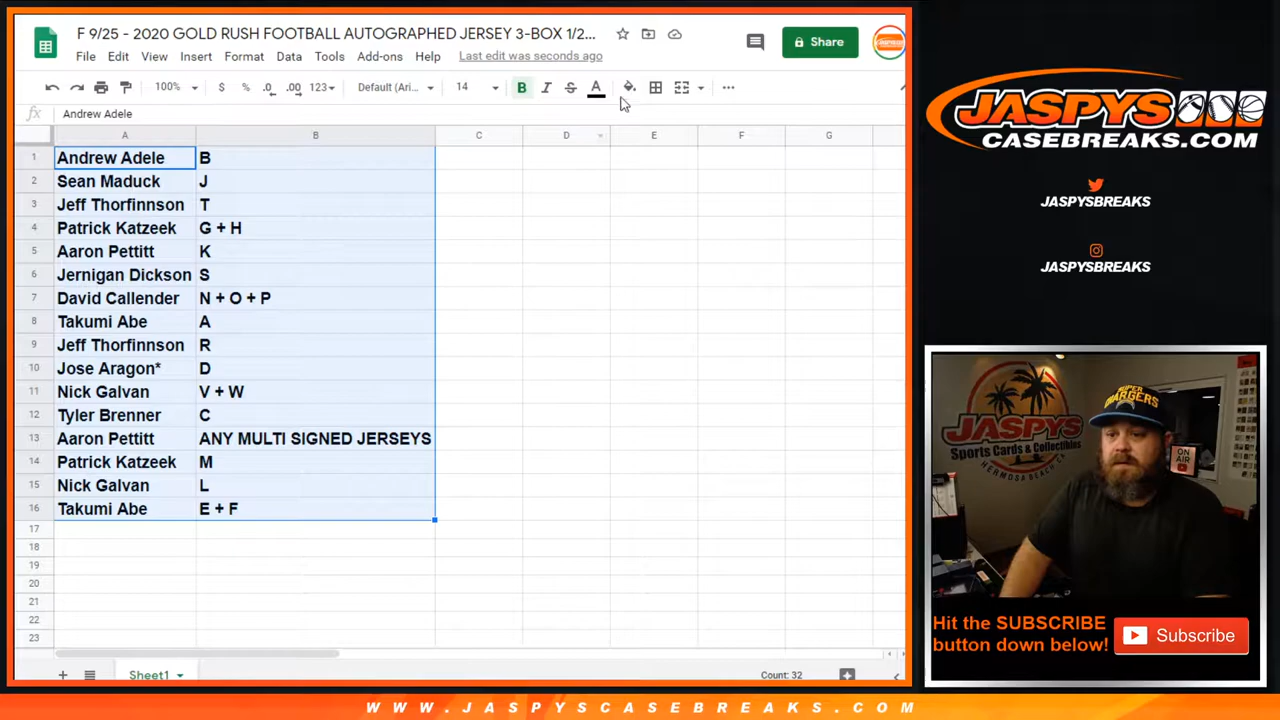 F 9/25 - 2020 GOLD RUSH FOOTBALL AUTOGRAPHED JERSEY 3-BOX 1/2...
File Edit View Insert Format Data Tools Add-ons Help Last edit was seconds ago
Share
100% $ % .0 .00 123 Default (Ari... 14 B I S A
fx Andrew Adele
A B C D E F G
1 Andrew Adele B
2 Sean Maduck J
3 Jeff Thorfinnson T
4 Patrick Katzeek G + H
5 Aaron Pettitt K
6 Jernigan Dickson S
7 David Callender N + O + P
8 Takumi Abe A
9 Jeff Thorfinnson R
10 Jose Aragon* D
11 Nick Galvan V + W
12 Tyler Brenner C
13 Aaron Pettitt ANY MULTI SIGNED JERSEYS
14 Patrick Katzeek M
15 Nick Galvan L
16 Takumi Abe E + F
17
18
19
20
21
22
23
Sheet1
Count: 32
JASPYS
CASEBREAKS.COM
JASPYSBREAKS
JASPYSBREAKS
JASPYS
Sports Cards & Collectibles
HERMOSA BEACH, CA
SUPER
CHARGERS
ON
AIR
Hit the SUBSCRIBE
button down below!
Subscribe
WWW.JASPYSCASEBREAKS.COM